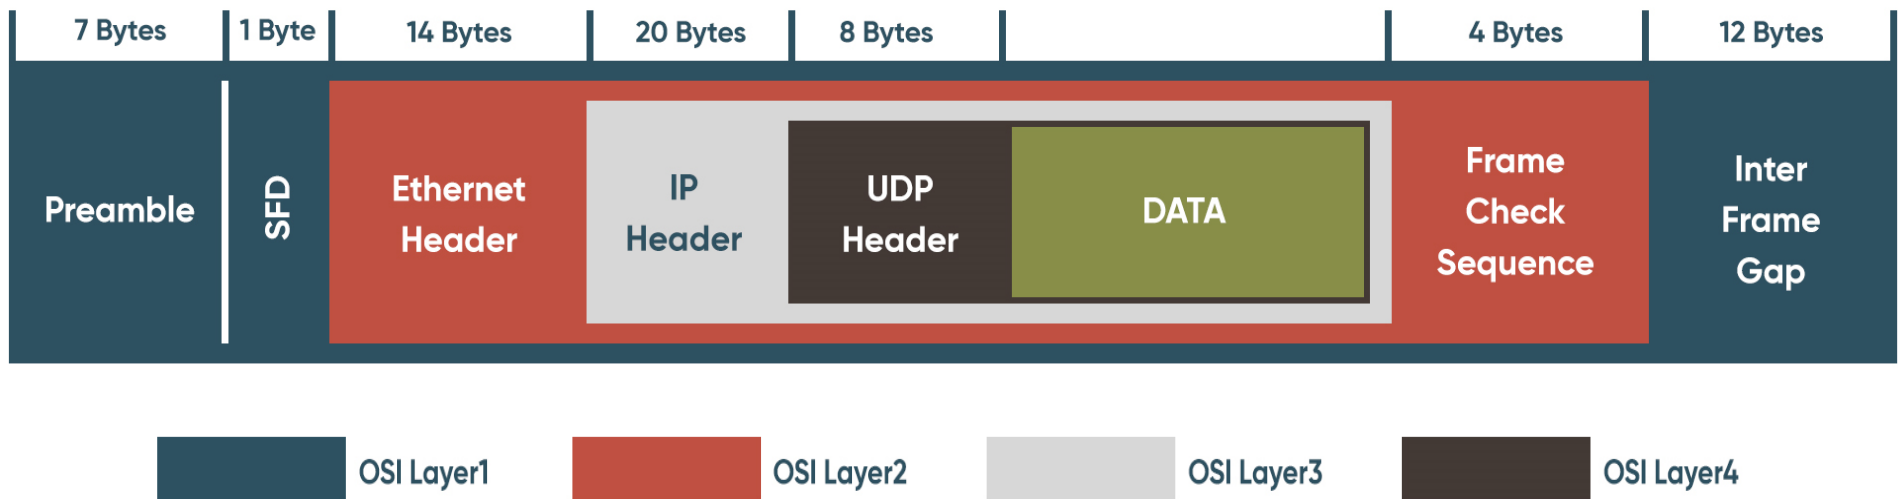 7 Bytes
1 Byte
14 Bytes
20 Bytes
8 Bytes
4 Bytes
12 Bytes
Preamble
SFD
Ethernet
Header
IP
Header
UDP
Header
DATA
Frame
Check
Sequence
Inter
Frame
Gap
OSI Layer1
OSI Layer2
OSI Layer3
OSI Layer4